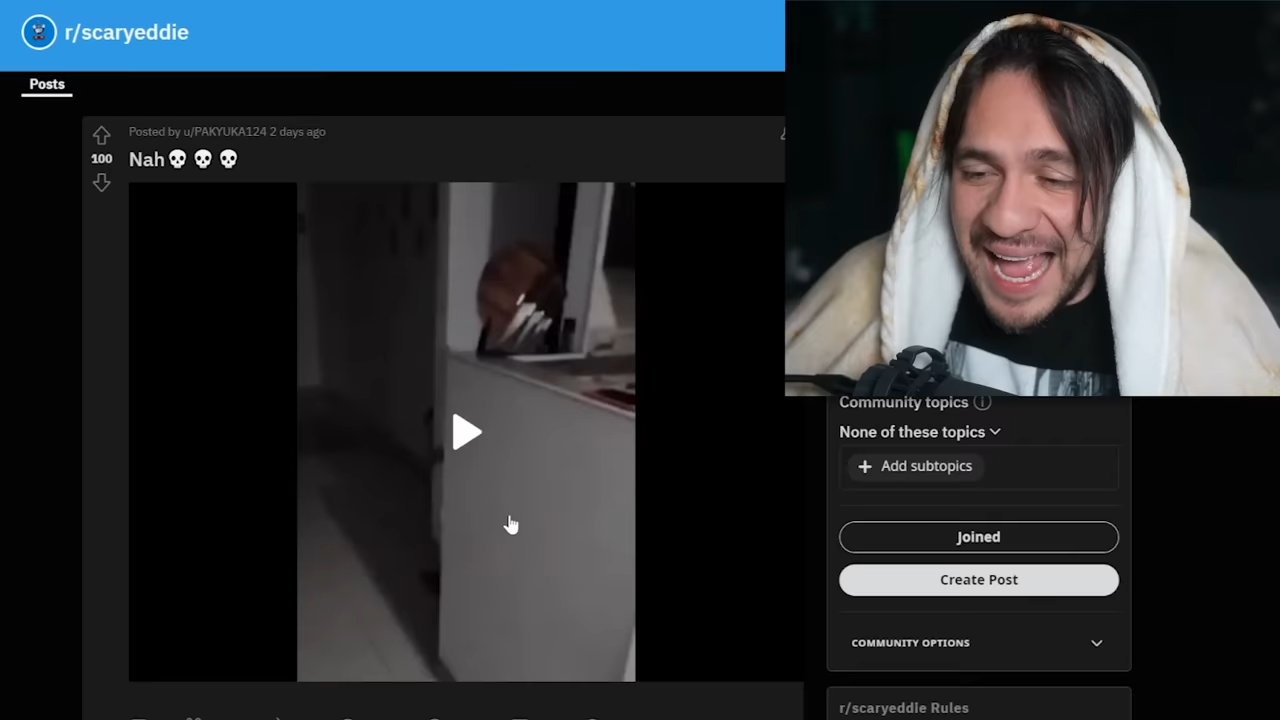 r/scaryeddie
Posts
Posted by u/PAKYUKA124 2 days ago
100
Nah💀💀💀
Community topics
None of these topics
Add subtopics
Joined
Create Post
COMMUNITY OPTIONS
r/scaryeddie Rules